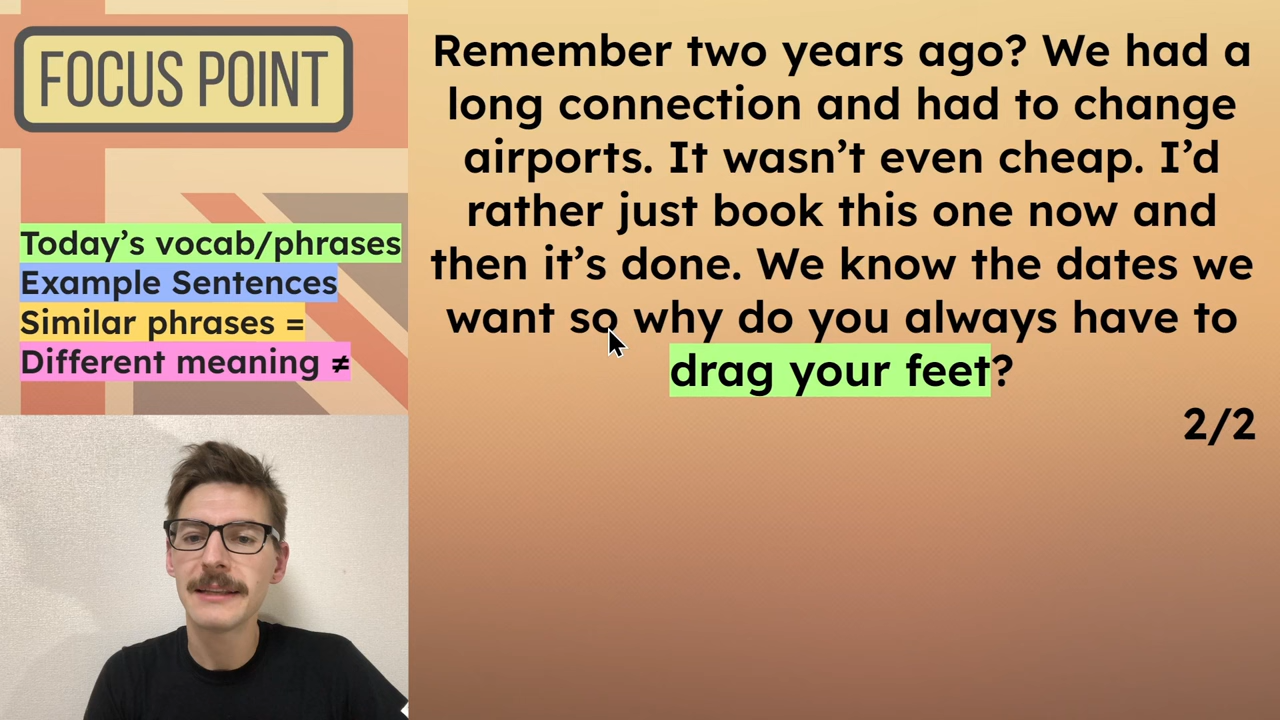 FOCUS POINT
Today’s vocab/phrases
Example Sentences
Similar phrases =
Different meaning ≠
Remember two years ago? We had a
long connection and had to change
airports. It wasn’t even cheap. I’d
rather just book this one now and
then it’s done. We know the dates we
want so why do you always have to
drag your feet?
2/2